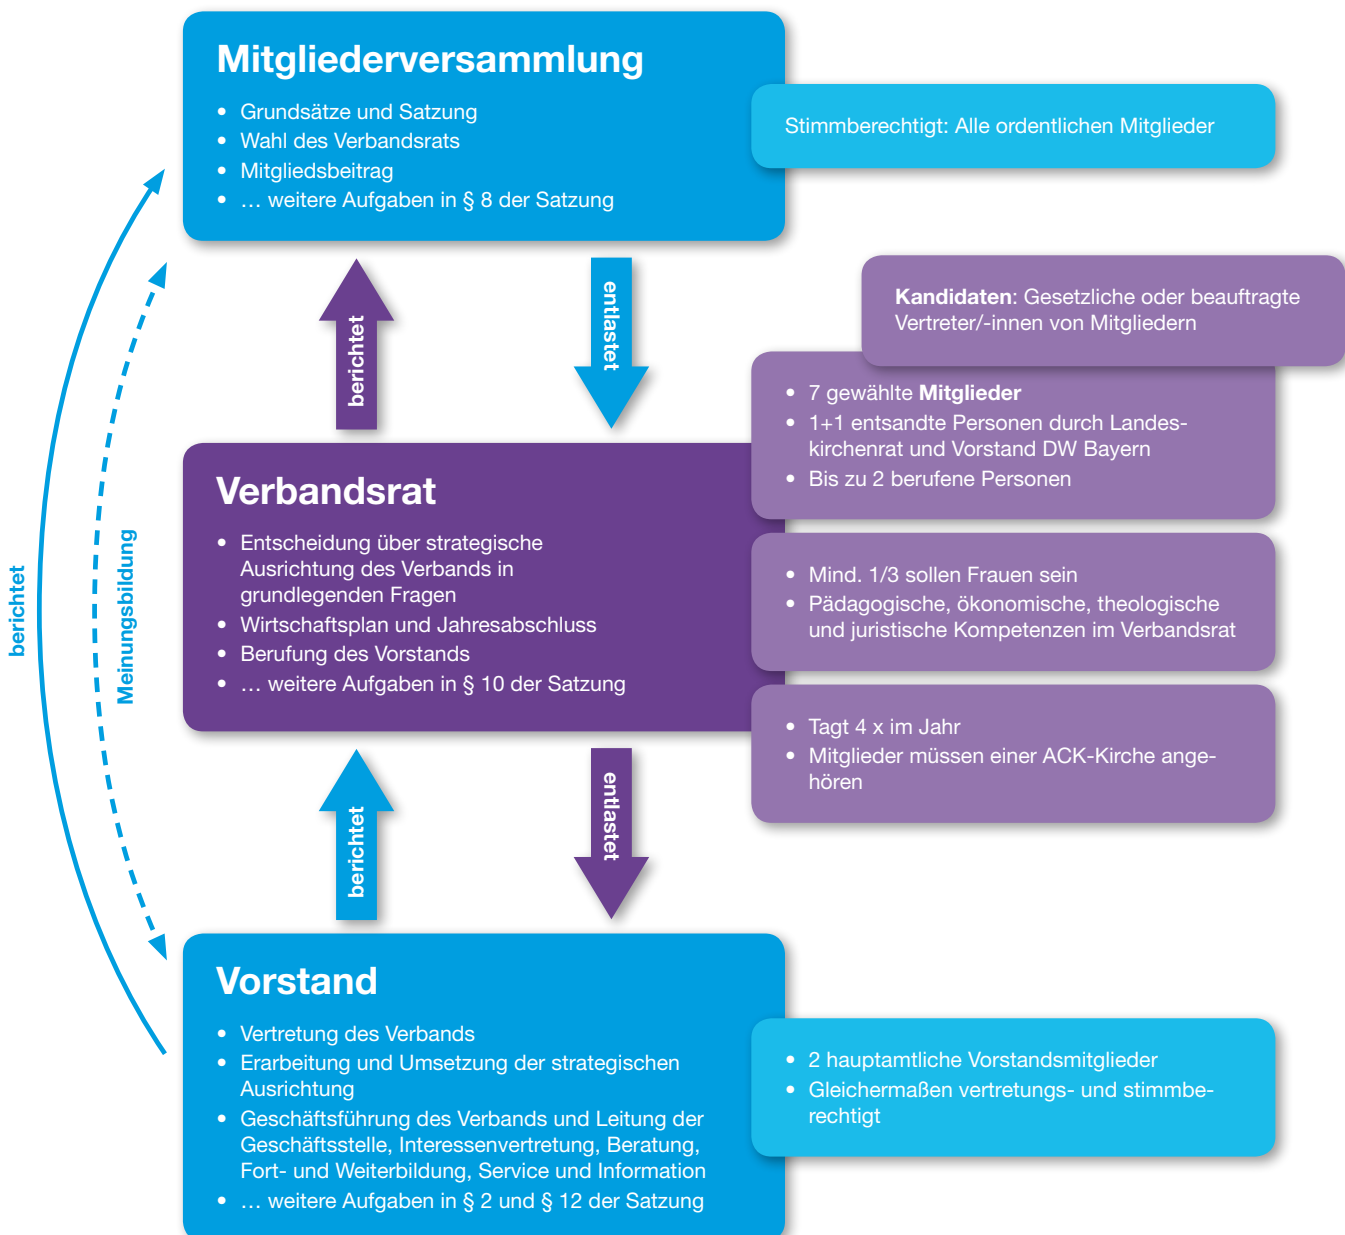 Mitgliederversammlung
• Grundsätze und Satzung
• Wahl des Verbandsrats
• Mitgliedsbeitrag
• … weitere Aufgaben in § 8 der Satzung
Stimmberechtigt: Alle ordentlichen Mitglieder
berichtet
entlastet
Kandidaten: Gesetzliche oder beauftragte
Vertreter/-innen von Mitgliedern
• 7 gewählte Mitglieder
• 1+1 entsandte Personen durch Landes-
kirchenrat und Vorstand DW Bayern
• Bis zu 2 berufene Personen
Verbandsrat
• Entscheidung über strategische
Ausrichtung des Verbands in
grundlegenden Fragen
• Wirtschaftsplan und Jahresabschluss
• Berufung des Vorstands
• … weitere Aufgaben in § 10 der Satzung
• Mind. 1/3 sollen Frauen sein
• Pädagogische, ökonomische, theologische
und juristische Kompetenzen im Verbandsrat
• Tagt 4 x im Jahr
• Mitglieder müssen einer ACK-Kirche ange-
hören
berichtet
Meinungsbildung
berichtet
entlastet
Vorstand
• Vertretung des Verbands
• Erarbeitung und Umsetzung der strategischen
Ausrichtung
• Geschäftsführung des Verbands und Leitung der
Geschäftsstelle, Interessenvertretung, Beratung,
Fort- und Weiterbildung, Service und Information
• … weitere Aufgaben in § 2 und § 12 der Satzung
• 2 hauptamtliche Vorstandsmitglieder
• Gleichermaßen vertretungs- und stimmbe-
rechtigt